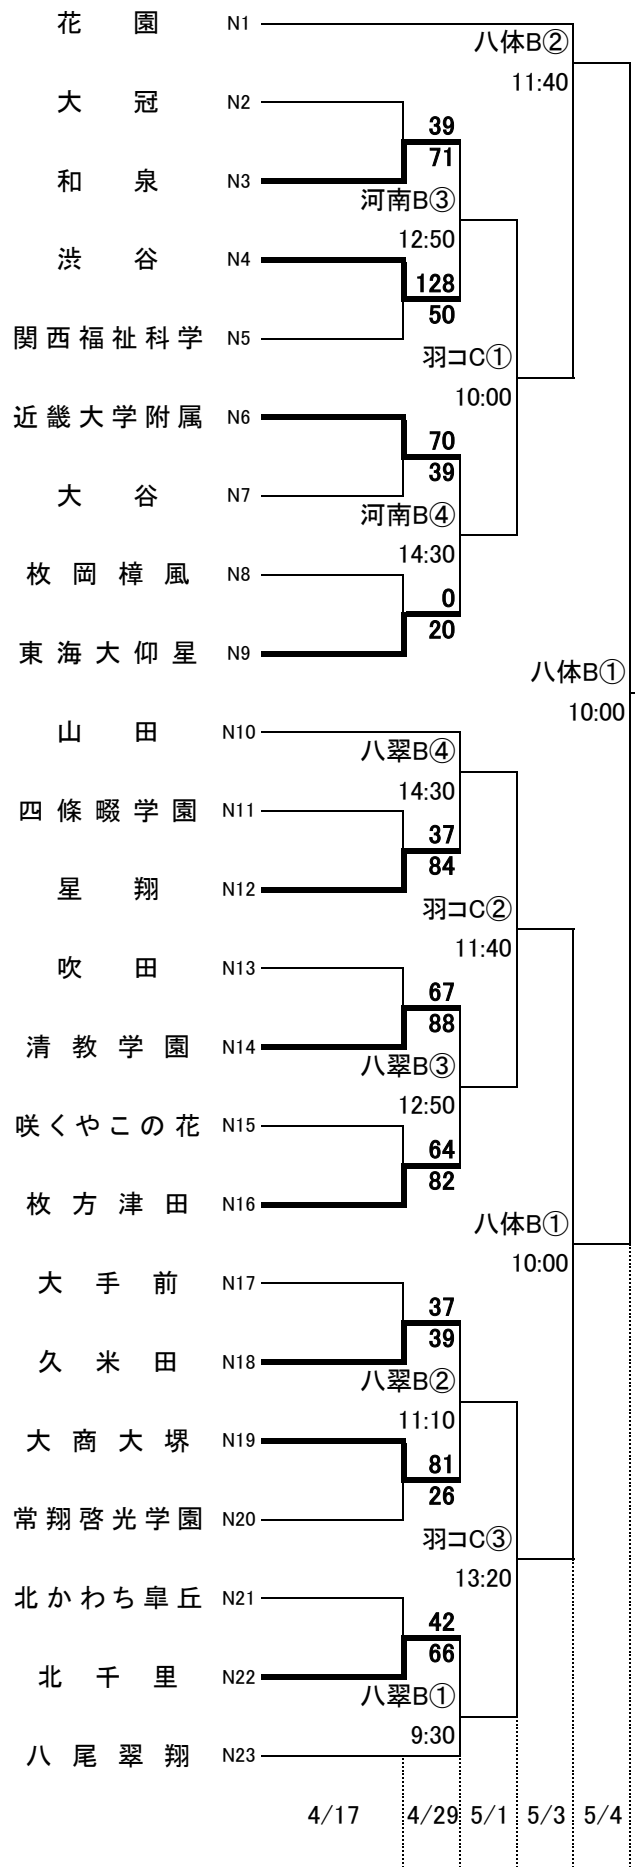 花園 N1
八体B②
11:40
大冠 N2
39
71
和泉 N3
河南B③
12:50
渋谷 N4
128
50
関西福祉科学 N5
羽コC①
10:00
近畿大学附属 N6
70
39
大谷 N7
河南B④
14:30
枚岡樟風 N8
0
20
東海大仰星 N9
八体B①
10:00
山田 N10
八翠B④
14:30
四條畷学園 N11
37
84
星翔 N12
羽コC②
11:40
吹田 N13
67
88
清教学園 N14
八翠B③
12:50
咲くやこの花 N15
64
82
枚方津田 N16
八体B①
10:00
大手前 N17
37
39
久米田 N18
八翠B②
11:10
大商大堺 N19
81
26
常翔啓光学園 N20
羽コC③
13:20
北かわち皐が丘 N21
42
66
北千里 N22
八翠B①
9:30
八尾翠翔 N23
4/17 4/29 5/1 5/3 5/4